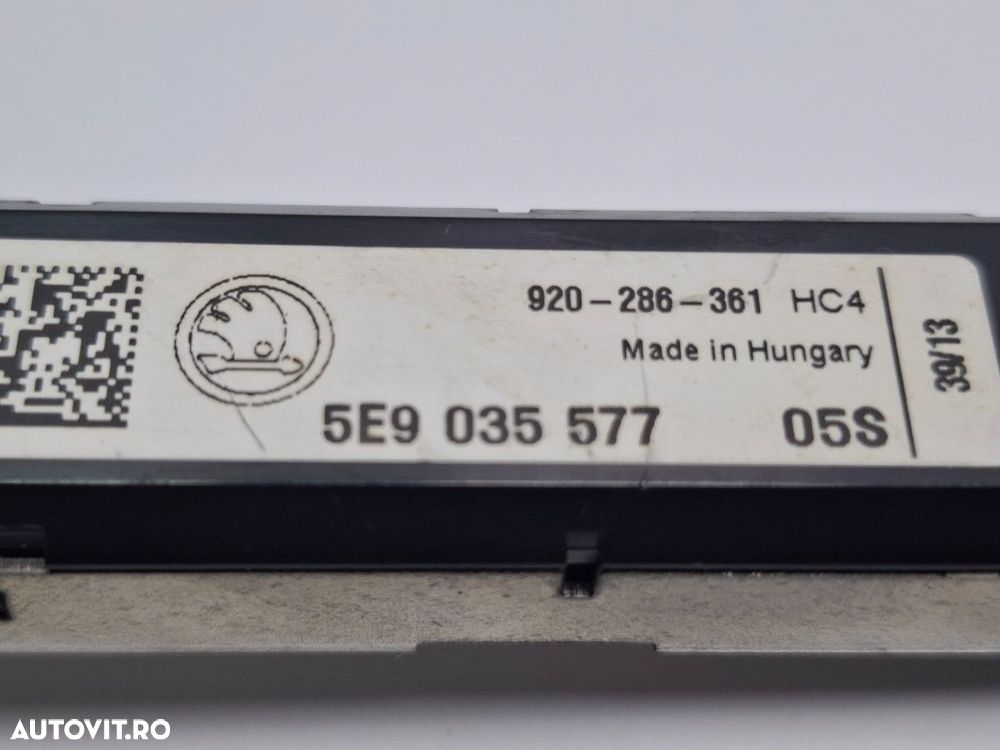 920-286-361 HC4
Made in Hungary
5E9 035 577 05S
39/13
AUTOVIT.RO